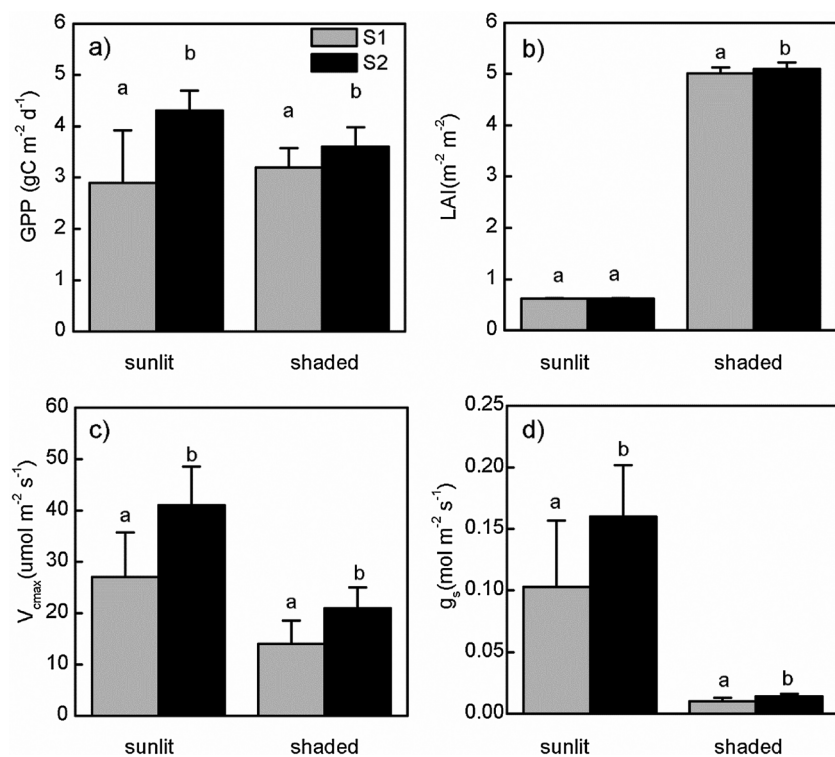 a)
S1
S2
GPP (gC m⁻² d⁻¹)
6
5
4
3
2
1
0
a
b
a
b
sunlit
shaded
b)
LAI(m⁻² m⁻²)
6
5
4
3
2
1
0
a
a
a
b
sunlit
shaded
c)
Vcmax(umol m⁻² s⁻¹)
60
50
40
30
20
10
0
a
b
a
b
sunlit
shaded
d)
gs(mol m⁻² s⁻¹)
0.25
0.20
0.15
0.10
0.05
0.00
a
b
a
b
sunlit
shaded